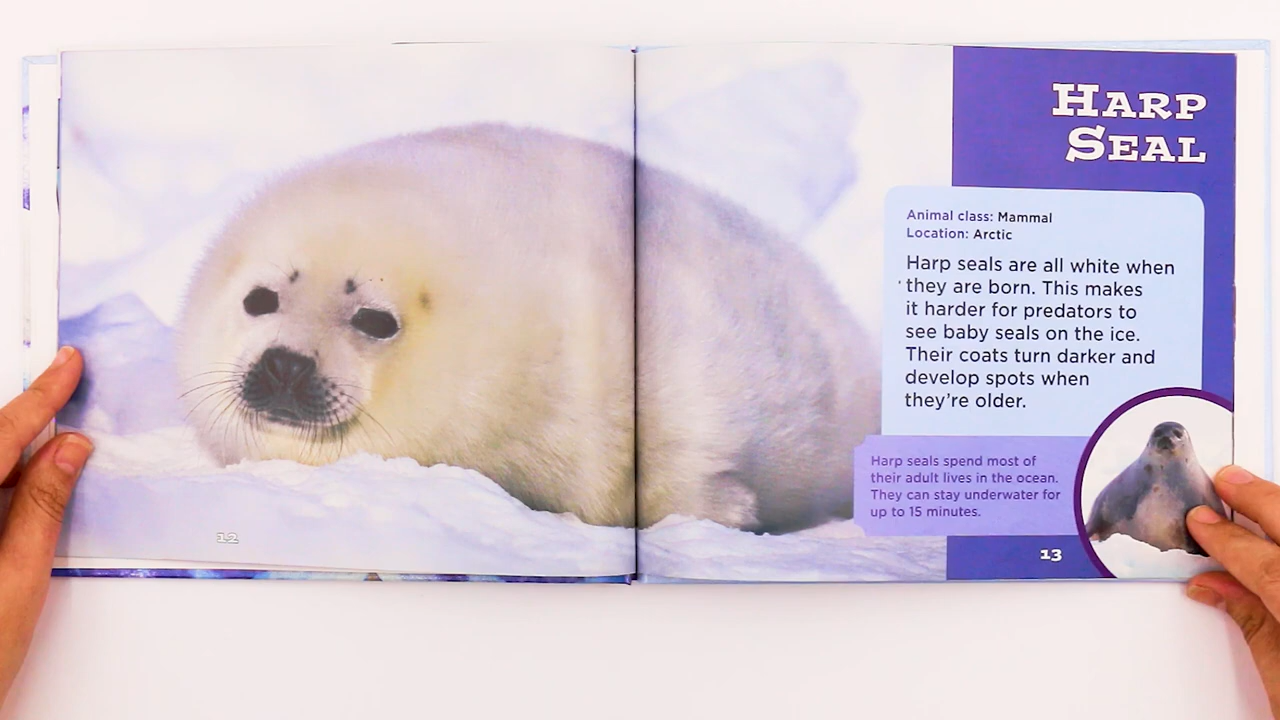 Harp
Seal
Animal class: Mammal
Location: Arctic
Harp seals are all white when
they are born. This makes
it harder for predators to
see baby seals on the ice.
Their coats turn darker and
develop spots when
they're older.
Harp seals spend most of
their adult lives in the ocean.
They can stay underwater for
up to 15 minutes.
12
13